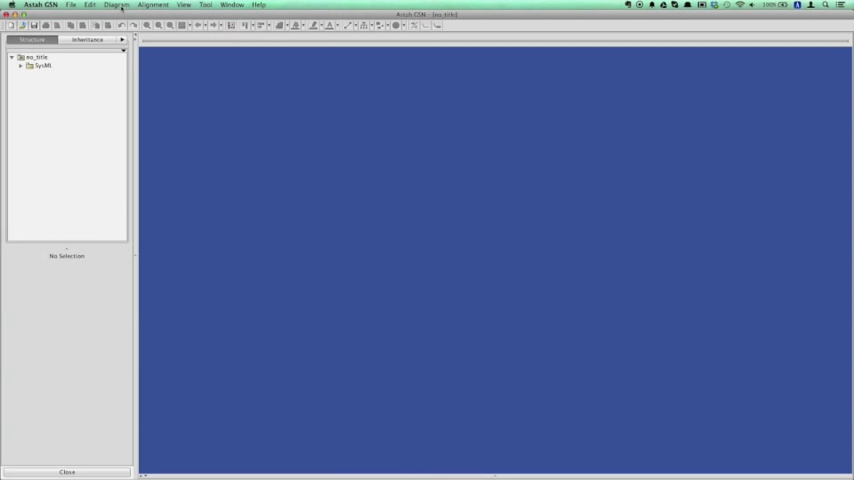 Astah GSN File Edit Diagram Alignment View Tool Window Help 100%
Astah GSN - [no_title]
Structure Inheritance
no_title
SysML
No Selection
Close